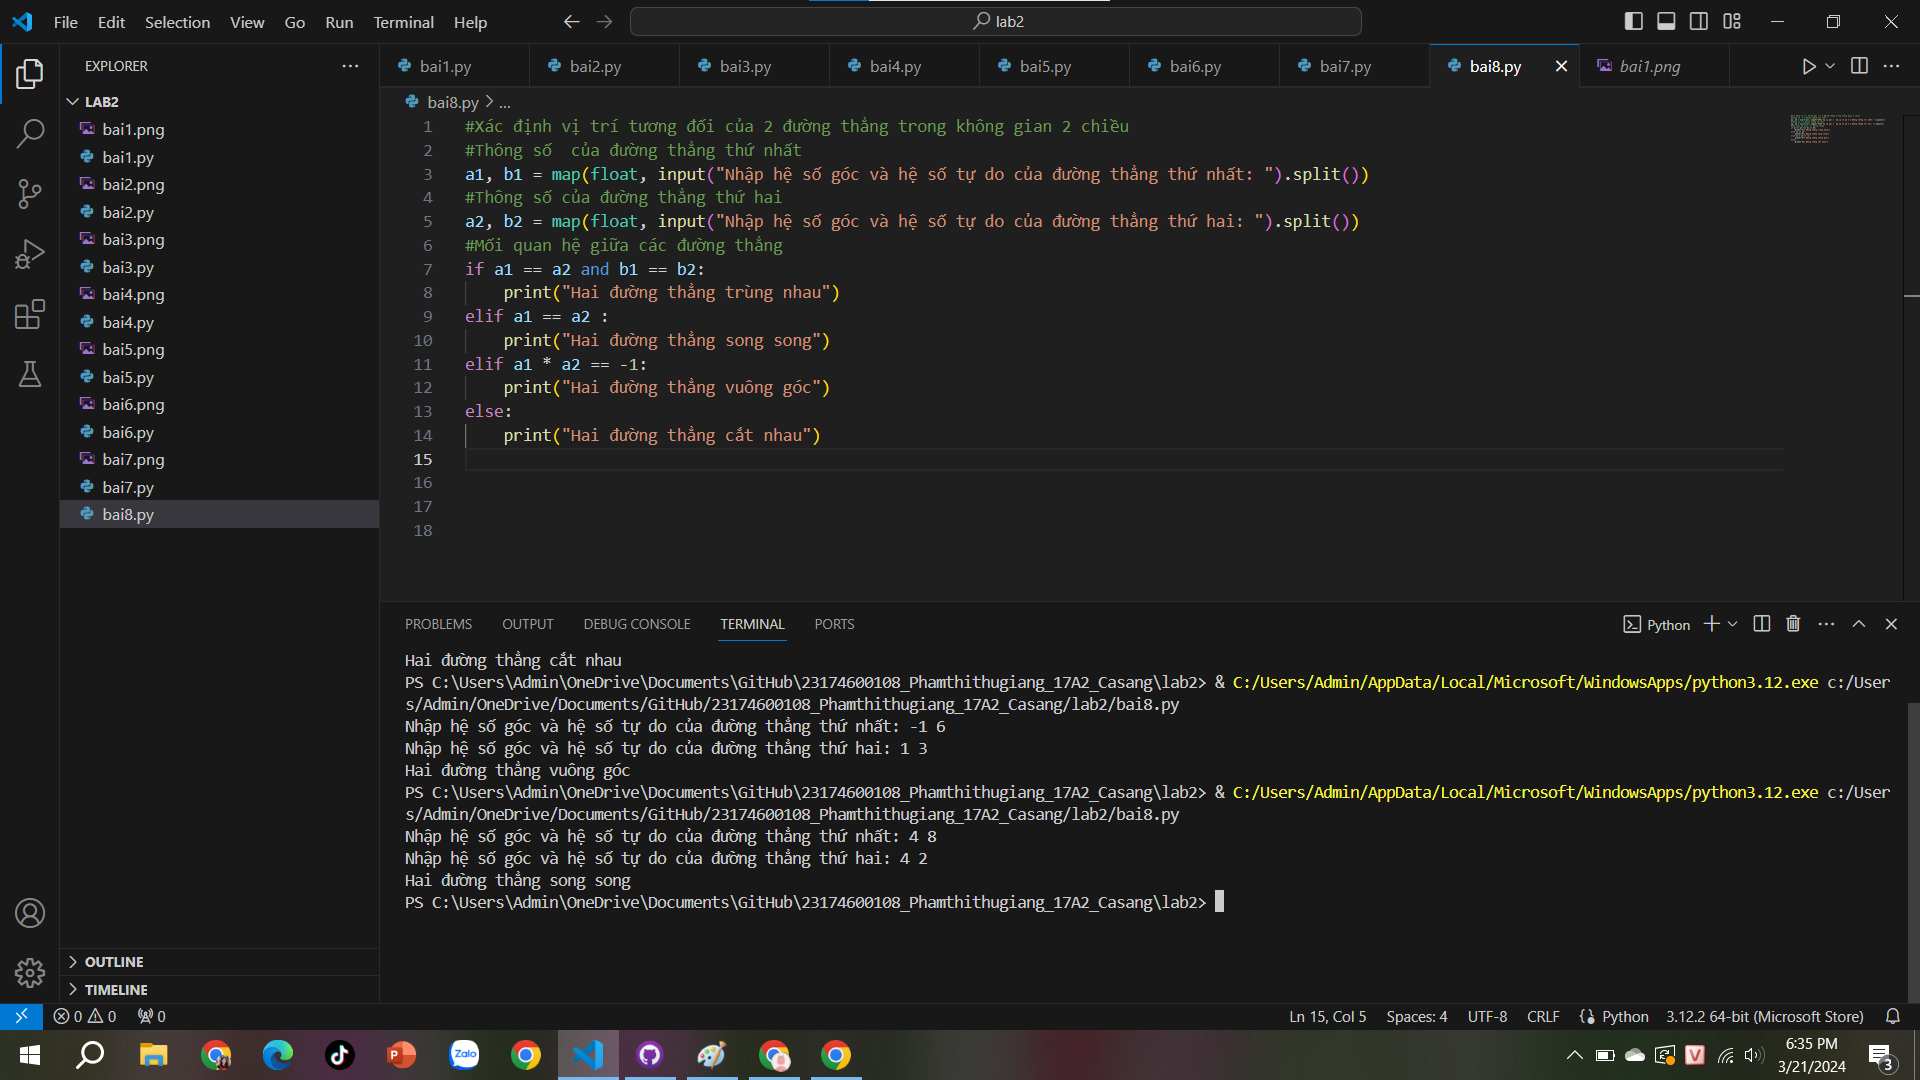 File Edit Selection View Go Run Terminal Help
lab2
EXPLORER
LAB2
bai1.png
bai1.py
bai2.png
bai2.py
bai3.png
bai3.py
bai4.png
bai4.py
bai5.png
bai5.py
bai6.png
bai6.py
bai7.png
bai7.py
bai8.py
OUTLINE
TIMELINE
bai1.py bai2.py bai3.py bai4.py bai5.py bai6.py bai7.py bai8.py bai1.png
bai8.py > ...
1 #Xác định vị trí tương đối của 2 đường thẳng trong không gian 2 chiều
2 #Thông số  của đường thẳng thứ nhất
3 a1, b1 = map(float, input("Nhập hệ số góc và hệ số tự do của đường thẳng thứ nhất: ").split())
4 #Thông số của đường thẳng thứ hai
5 a2, b2 = map(float, input("Nhập hệ số góc và hệ số tự do của đường thẳng thứ hai: ").split())
6 #Mối quan hệ giữa các đường thẳng
7 if a1 == a2 and b1 == b2:
8     print("Hai đường thẳng trùng nhau")
9 elif a1 == a2 :
10     print("Hai đường thẳng song song")
11 elif a1 * a2 == -1:
12     print("Hai đường thẳng vuông góc")
13 else:
14     print("Hai đường thẳng cắt nhau")
15
16
17
18
PROBLEMS OUTPUT DEBUG CONSOLE TERMINAL PORTS
Python
Hai đường thẳng cắt nhau
PS C:\Users\Admin\OneDrive\Documents\GitHub\23174600108_Phamthithugiang_17A2_Casang\lab2> & C:/Users/Admin/AppData/Local/Microsoft/WindowsApps/python3.12.exe c:/User
s/Admin/OneDrive/Documents/GitHub/23174600108_Phamthithugiang_17A2_Casang/lab2/bai8.py
Nhập hệ số góc và hệ số tự do của đường thẳng thứ nhất: -1 6
Nhập hệ số góc và hệ số tự do của đường thẳng thứ hai: 1 3
Hai đường thẳng vuông góc
PS C:\Users\Admin\OneDrive\Documents\GitHub\23174600108_Phamthithugiang_17A2_Casang\lab2> & C:/Users/Admin/AppData/Local/Microsoft/WindowsApps/python3.12.exe c:/User
s/Admin/OneDrive/Documents/GitHub/23174600108_Phamthithugiang_17A2_Casang/lab2/bai8.py
Nhập hệ số góc và hệ số tự do của đường thẳng thứ nhất: 4 8
Nhập hệ số góc và hệ số tự do của đường thẳng thứ hai: 4 2
Hai đường thẳng song song
PS C:\Users\Admin\OneDrive\Documents\GitHub\23174600108_Phamthithugiang_17A2_Casang\lab2>
0 0 0
Ln 15, Col 5 Spaces: 4 UTF-8 CRLF Python 3.12.2 64-bit (Microsoft Store)
Zalo
6:35 PM
3/21/2024
3